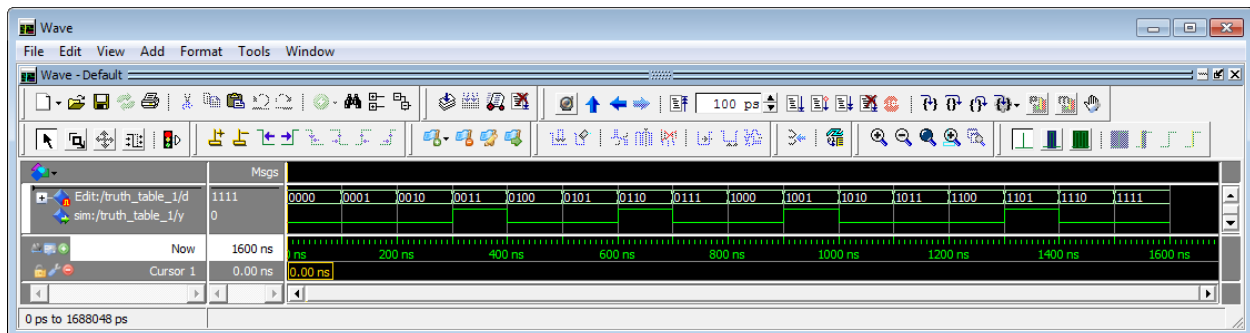 Wave
File Edit View Add Format Tools Window
Wave - Default
100 ps
Msgs
Edit:/truth_table_1/d 1111 0000 0001 0010 0011 0100 0101 0110 0111 1000 1001 1010 1011 1100 1101 1110 1111
sim:/truth_table_1/y 0
Now 1600 ns ns 200 ns 400 ns 600 ns 800 ns 1000 ns 1200 ns 1400 ns 1600 ns
Cursor 1 0.00 ns 0.00 ns
0 ps to 1688048 ps